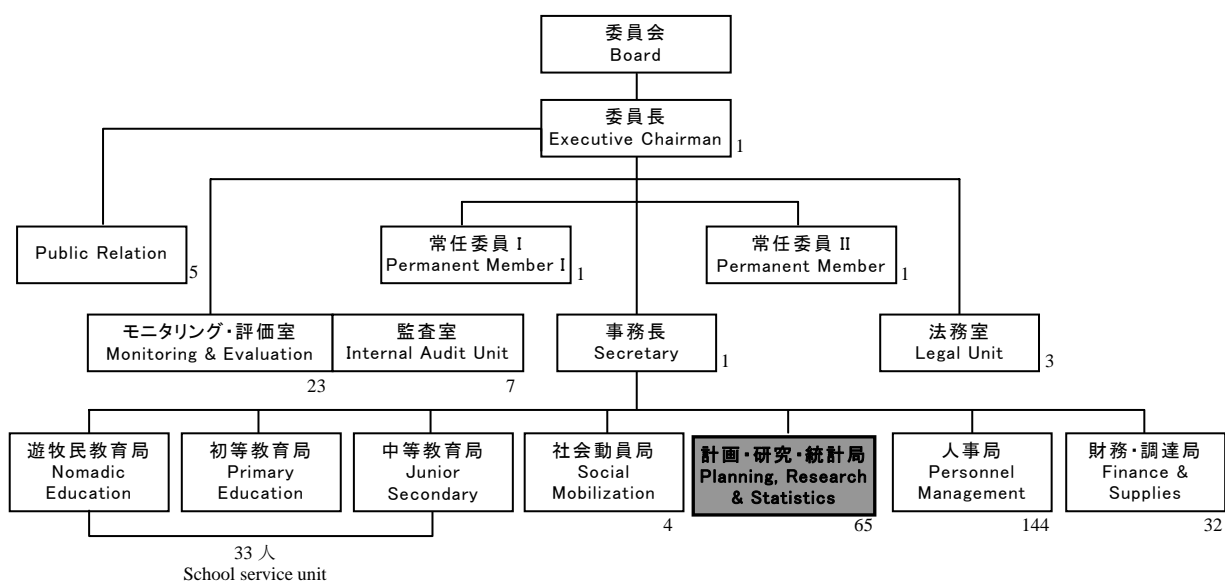 委員会
Board
委員長
Executive Chairman
1
Public Relation
5
常任委員 I
Permanent Member I
1
常任委員 II
Permanent Member
1
モニタリング・評価室
Monitoring & Evaluation
23
監査室
Internal Audit Unit
7
事務長
Secretary
1
法務室
Legal Unit
3
遊牧民教育局
Nomadic
Education
初等教育局
Primary
Education
中等教育局
Junior
Secondary
社会動員局
Social
Mobilization
4
計画・研究・統計局
Planning, Research
& Statistics
65
人事局
Personnel
Management
144
財務・調達局
Finance &
Supplies
32
33 人
School service unit